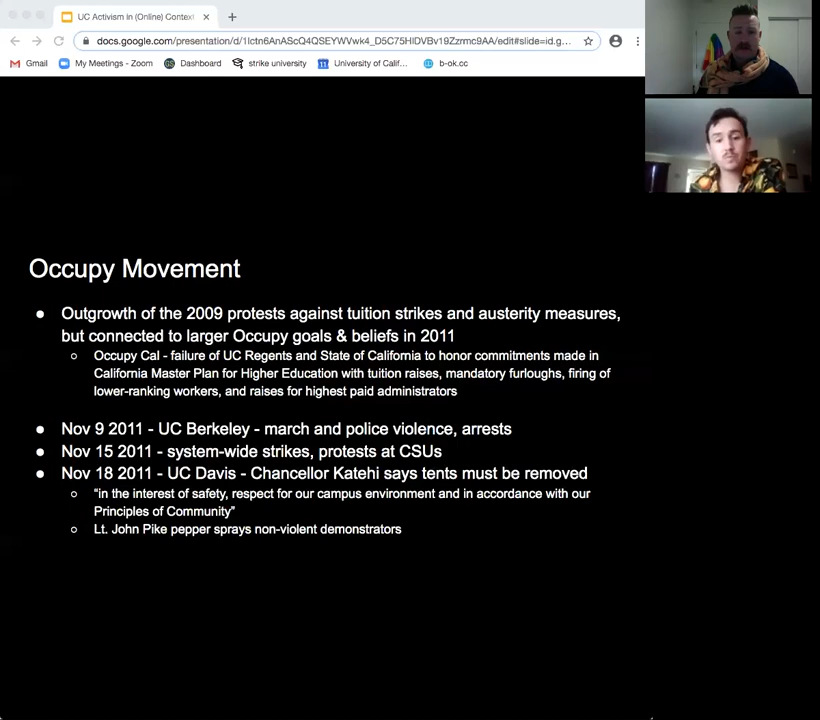 UC Activism In (Online) Context
docs.google.com/presentation/d/1lctn6AnAScQ4QSEYWVwk4_D5C75HlDVBv19Zzrmc9AA/edit#slide=id.g...
Gmail My Meetings - Zoom Dashboard strike university University of Calif... b-ok.cc
Occupy Movement
● Outgrowth of the 2009 protests against tuition strikes and austerity measures,
but connected to larger Occupy goals & beliefs in 2011
○ Occupy Cal - failure of UC Regents and State of California to honor commitments made in
California Master Plan for Higher Education with tuition raises, mandatory furloughs, firing of
lower-ranking workers, and raises for highest paid administrators
● Nov 9 2011 - UC Berkeley - march and police violence, arrests
● Nov 15 2011 - system-wide strikes, protests at CSUs
● Nov 18 2011 - UC Davis - Chancellor Katehi says tents must be removed
○ “in the interest of safety, respect for our campus environment and in accordance with our
Principles of Community”
○ Lt. John Pike pepper sprays non-violent demonstrators